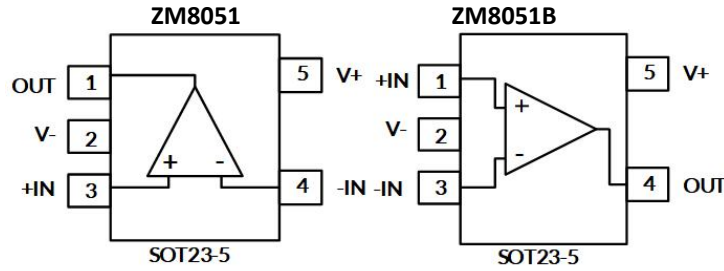 ZM8051 ZM8051B
OUT 1 5 V+ +IN 1 5 V+
V- 2 V- 2
+ - + -
+IN 3 4 -IN -IN 3 4 OUT
SOT23-5 SOT23-5